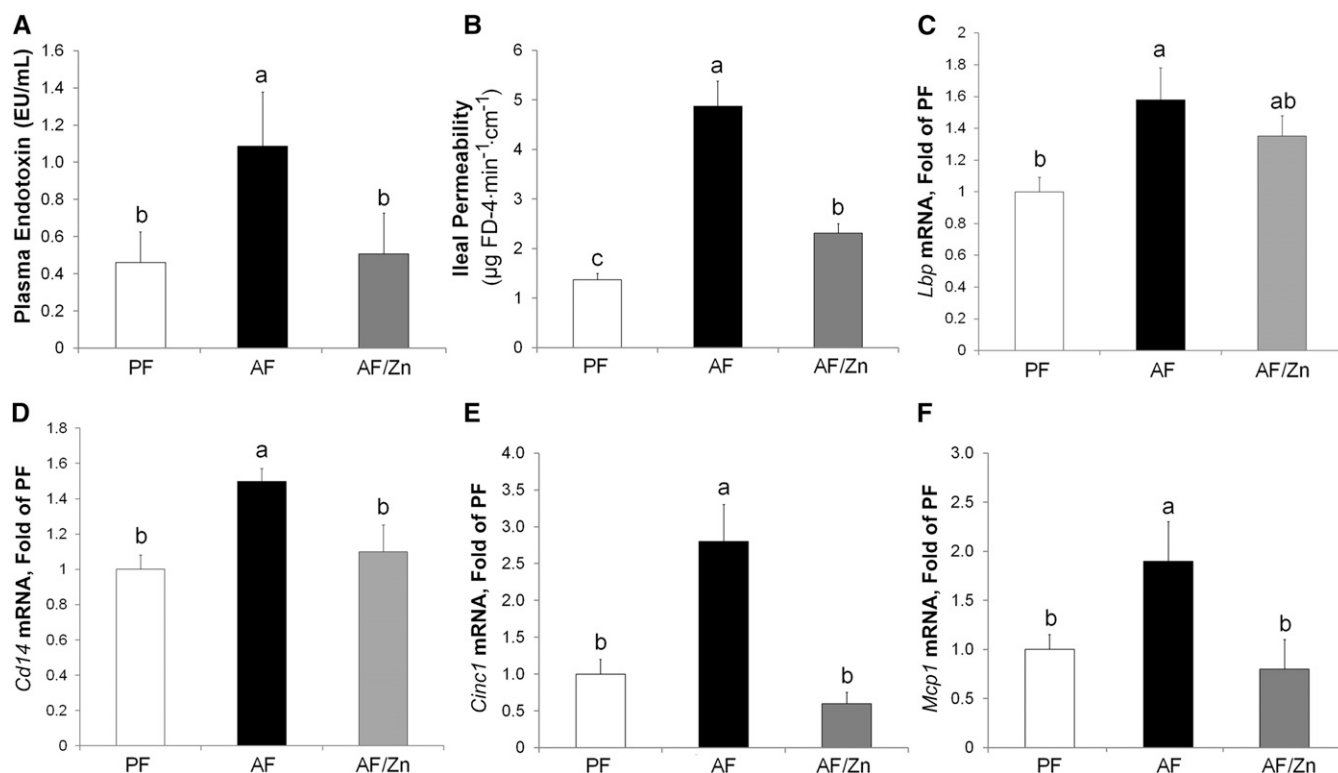 A
Plasma Endotoxin (EU/mL)
1.6
1.4
1.2
1.0
0.8
0.6
0.4
0.2
0
b
a
b
PF
AF
AF/Zn
B
Ileal Permeability
(µg FD-4·min⁻¹·cm⁻¹)
6
5
4
3
2
1
0
c
a
b
PF
AF
AF/Zn
C
Lbp mRNA, Fold of PF
2
1.8
1.6
1.4
1.2
1
0.8
0.6
0.4
0.2
0
b
a
ab
PF
AF
AF/Zn
D
Cd14 mRNA, Fold of PF
1.8
1.6
1.4
1.2
1
0.8
0.6
0.4
0.2
0
b
a
b
PF
AF
AF/Zn
E
Cinc1 mRNA, Fold of PF
4.0
3.5
3.0
2.5
2.0
1.5
1.0
0.5
0
b
a
b
PF
AF
AF/Zn
F
Mcp1 mRNA, Fold of PF
3.0
2.5
2.0
1.5
1.0
0.5
0
b
a
b
PF
AF
AF/Zn